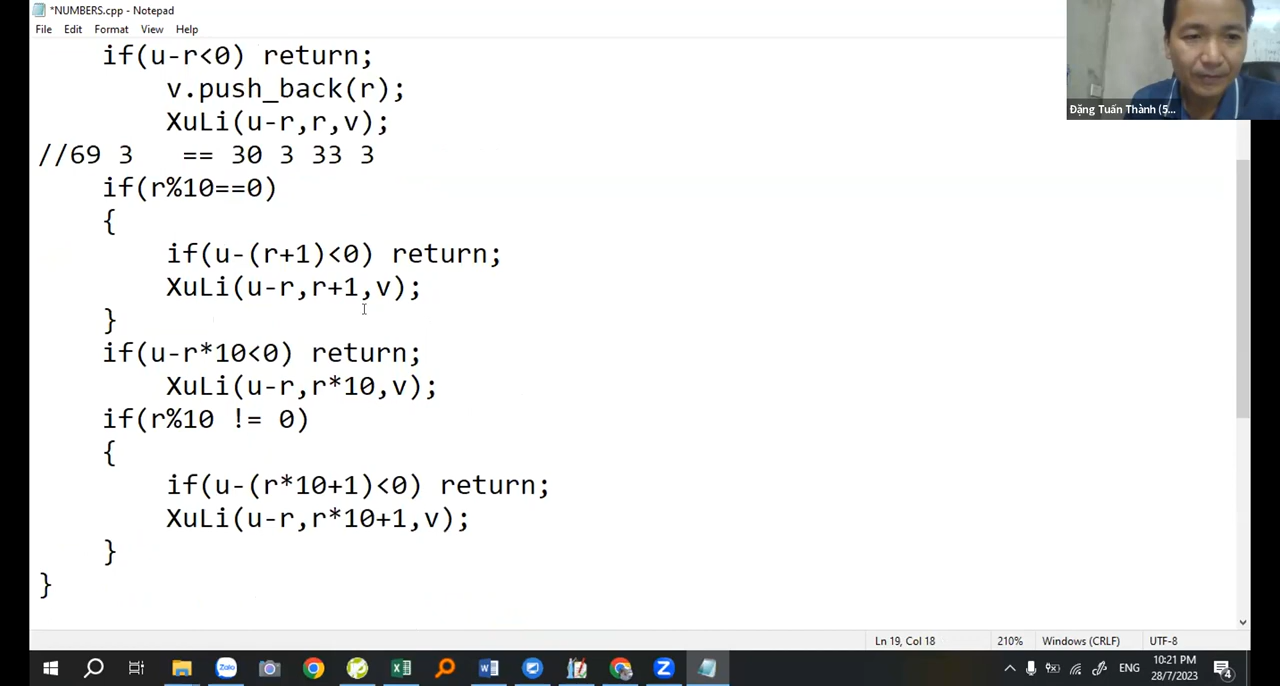 *NUMBERS.cpp - Notepad
File Edit Format View Help
if(u-r<0) return;
v.push_back(r);
XuLi(u-r,r,v);
//69 3 == 30 3 33 3
if(r%10==0)
{
if(u-(r+1)<0) return;
XuLi(u-r,r+1,v);
}
if(u-r*10<0) return;
XuLi(u-r,r*10,v);
if(r%10 != 0)
{
if(u-(r*10+1)<0) return;
XuLi(u-r,r*10+1,v);
}
}
Đặng Tuấn Thành (5...
Ln 19, Col 18 210% Windows (CRLF) UTF-8
Zalo
ENG
10:21 PM
28/7/2023
4